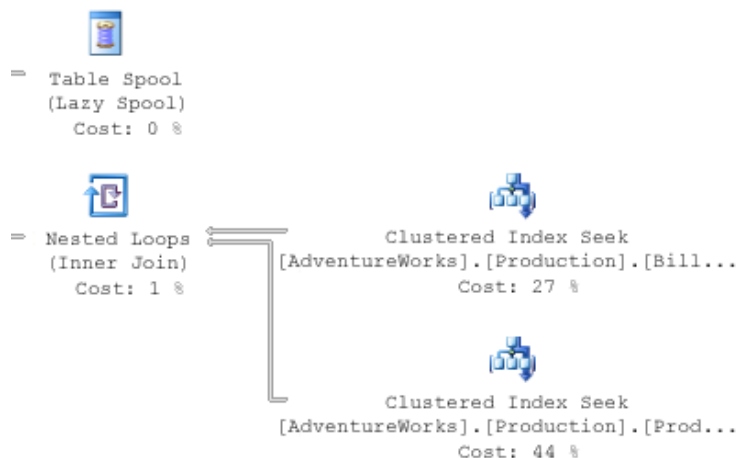 Table Spool
(Lazy Spool)
Cost: 0 %
Nested Loops
(Inner Join)
Cost: 1 %
Clustered Index Seek
[AdventureWorks].[Production].[Bill...
Cost: 27 %
Clustered Index Seek
[AdventureWorks].[Production].[Prod...
Cost: 44 %